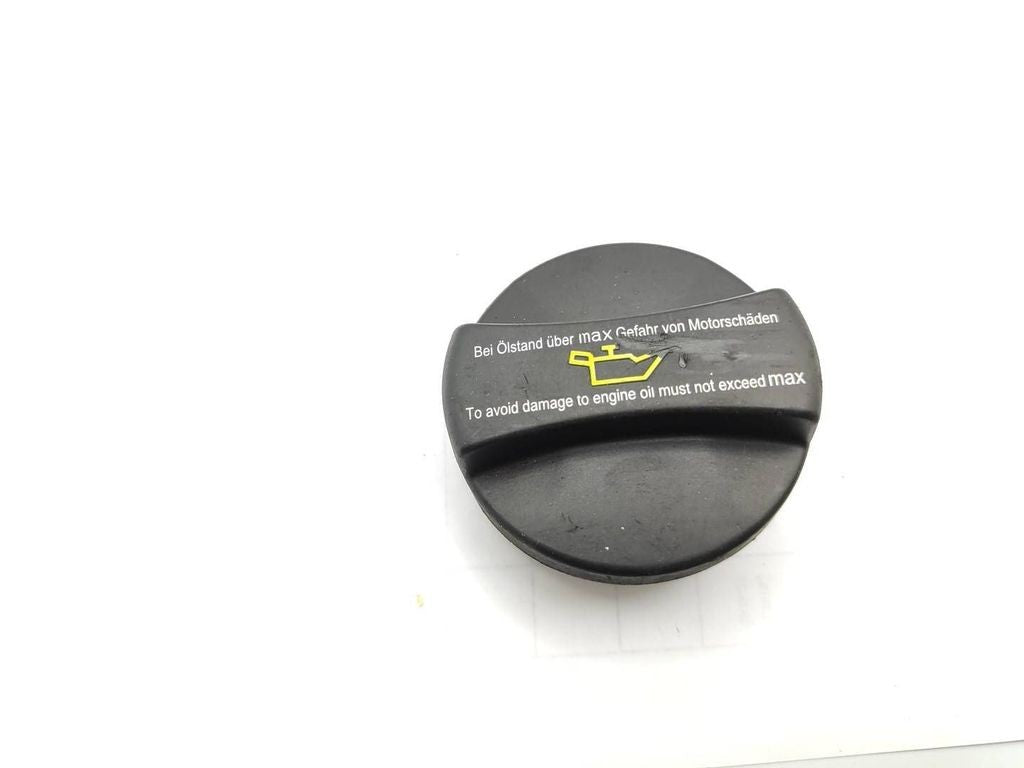 Bei Ölstand über max Gefahr von Motorschäden
To avoid damage to engine oil must not exceed max